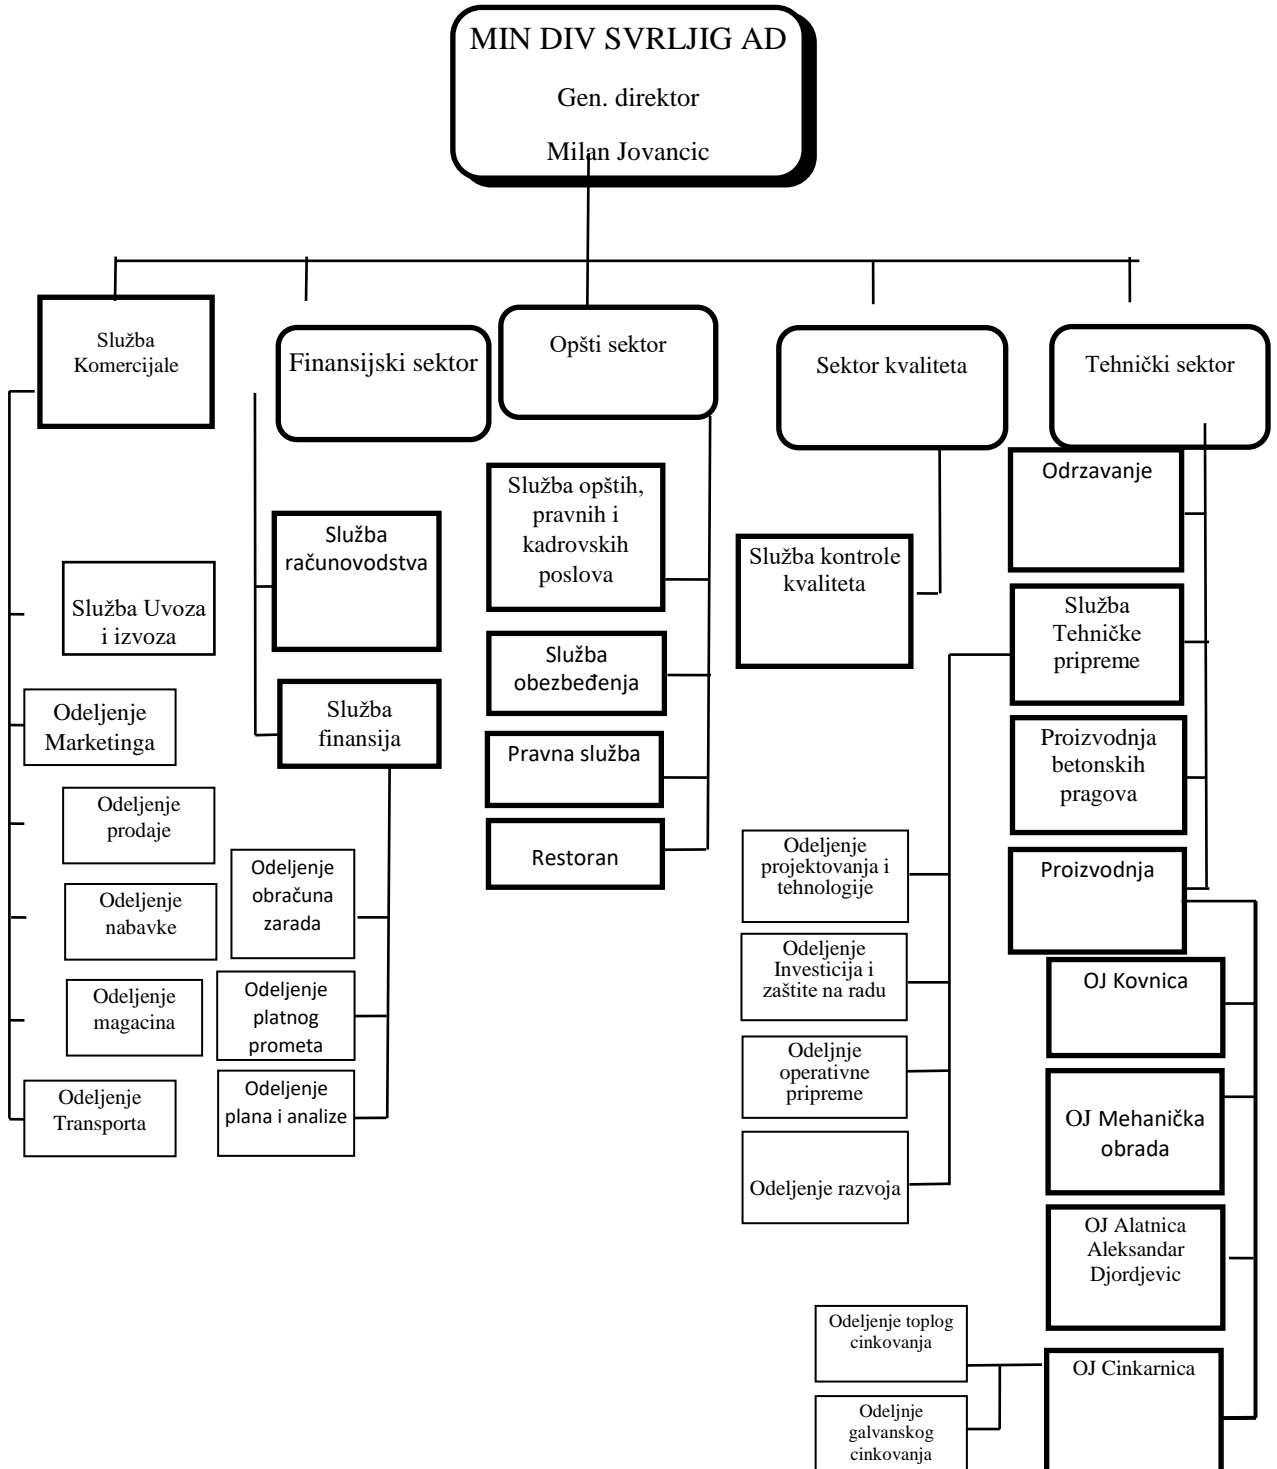 MIN DIV SVRLJIG AD
Gen. direktor
Milan Jovancic
Služba
Komercijale
Finansijski sektor
Opšti sektor
Sektor kvaliteta
Tehnički sektor
Služba Uvoza
i izvoza
Odeljenje
Marketinga
Odeljenje
prodaje
Odeljenje
nabavke
Odeljenje
magacina
Odeljenje
Transporta
Služba
računovodstva
Služba
finansija
Odeljenje
obračuna
zarada
Odeljenje
platnog
prometa
Odeljenje
plana i analize
Služba opštih,
pravnih i
kadrovskih
poslova
Služba
obezbeđenja
Pravna služba
Restoran
Služba kontrole
kvaliteta
Odrzavanje
Služba
Tehničke
pripreme
Proizvodnja
betonskih
pragova
Proizvodnja
Odeljenje
projektovanja i
tehnologije
Odeljenje
Investicija i
zaštite na radu
Odeljnje
operativne
pripreme
Odeljenje razvoja
OJ Kovnica
OJ Mehanička
obrada
OJ Alatnica
Aleksandar
Djordjevic
OJ Cinkarnica
Odeljenje toplog
cinkovanja
Odeljnje
galvanskog
cinkovanja